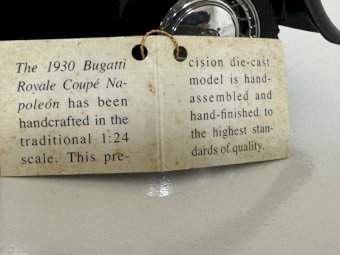 The 1930 Bugatti
Royale Coupé Na-
poleón has been
handcrafted in the
traditional 1:24
scale. This pre-
cision die-cast
model is hand-
assembled and
hand-finished to
the highest stan-
dards of quality.